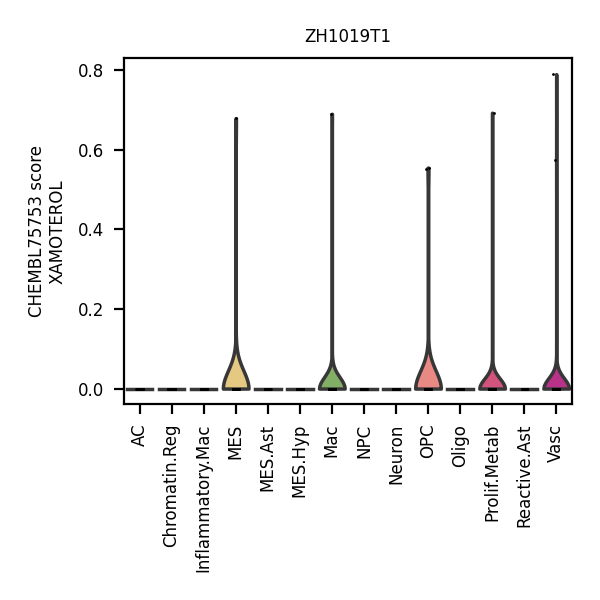 ZH1019T1
CHEMBL75753 score
XAMOTEROL
0.8
0.6
0.4
0.2
0.0
AC
Chromatin.Reg
Inflammatory.Mac
MES
MES.Ast
MES.Hyp
Mac
NPC
Neuron
OPC
Oligo
Prolif.Metab
Reactive.Ast
Vasc